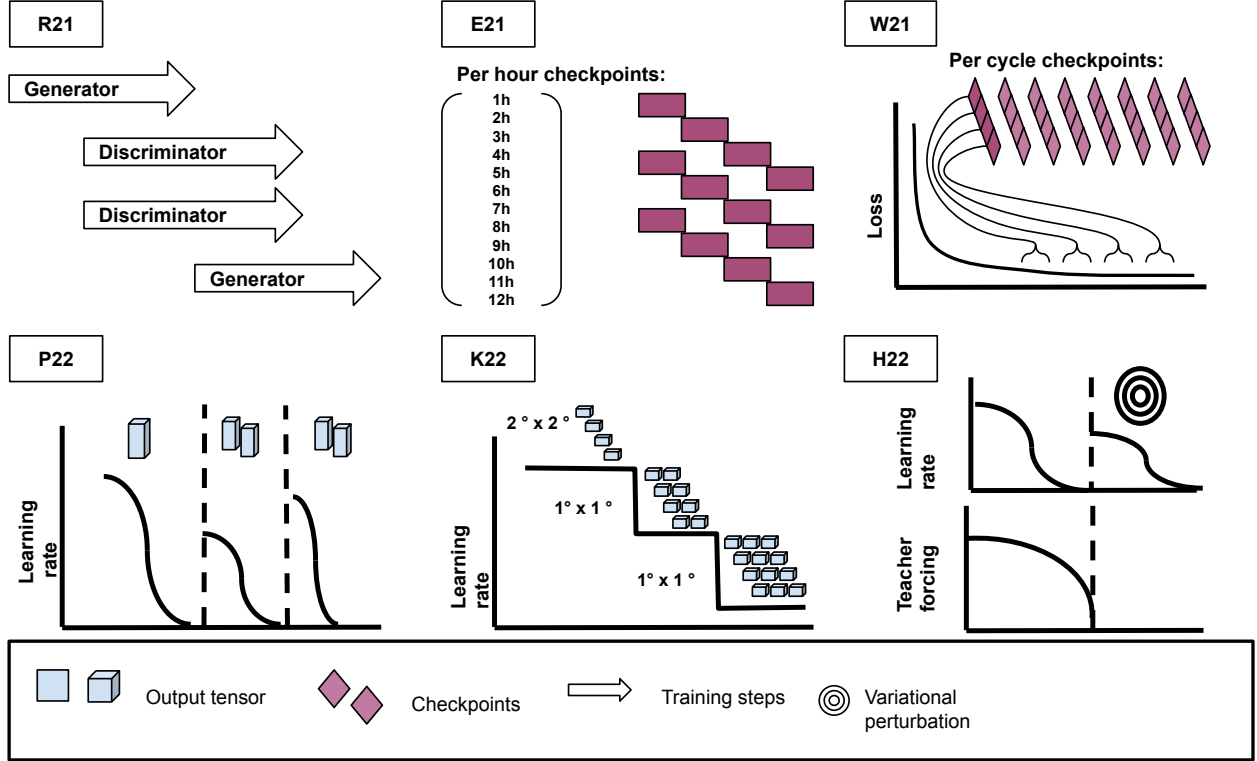 R21
Generator
Discriminator
Discriminator
Generator
E21
Per hour checkpoints:
1h
2h
3h
4h
5h
6h
7h
8h
9h
10h
11h
12h
W21
Per cycle checkpoints:
Loss
P22
Learning
rate
K22
2 ° x 2 °
1° x 1 °
1° x 1 °
Learning
rate
H22
Learning
rate
Teacher
forcing
Output tensor
Checkpoints
Training steps
Variational
perturbation